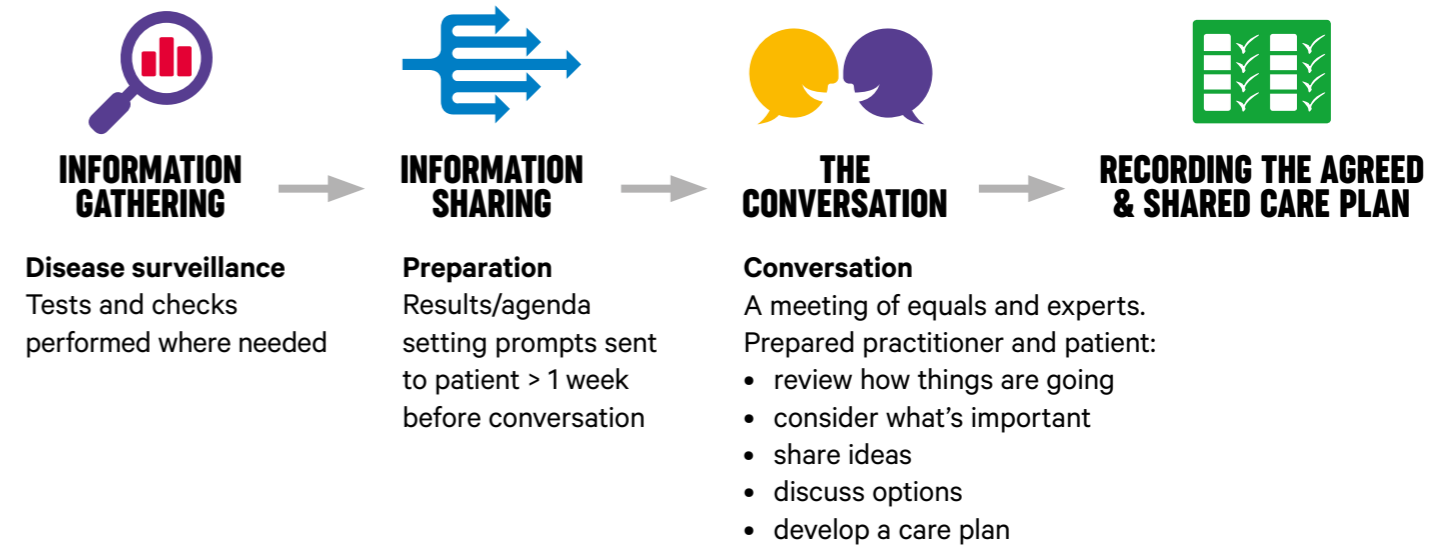 INFORMATION
GATHERING
INFORMATION
SHARING
THE
CONVERSATION
RECORDING THE AGREED
& SHARED CARE PLAN
Disease surveillance
Tests and checks
performed where needed
Preparation
Results/agenda
setting prompts sent
to patient > 1 week
before conversation
Conversation
A meeting of equals and experts.
Prepared practitioner and patient:
• review how things are going
• consider what’s important
• share ideas
• discuss options
• develop a care plan